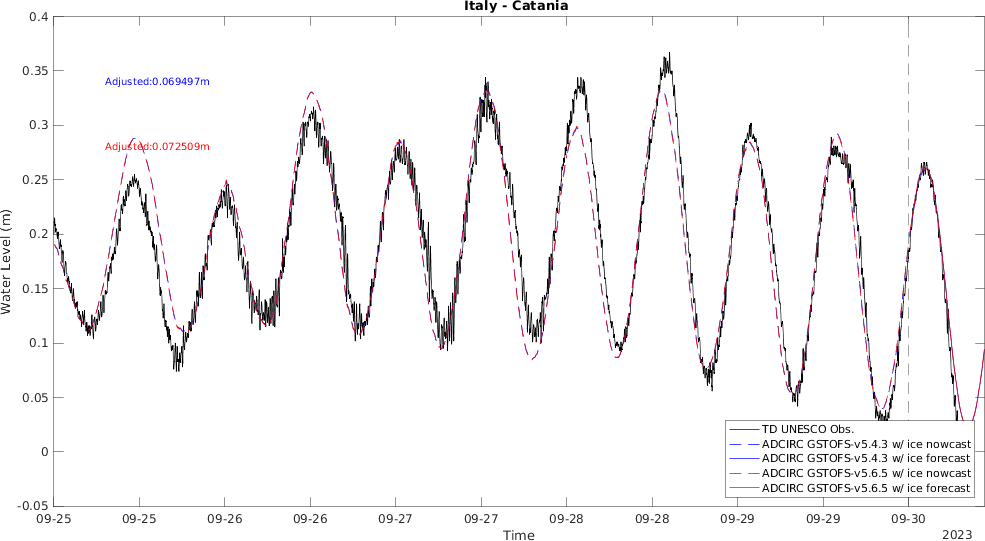 Italy - Catania
0.4
0.35
0.3
0.25
0.2
0.15
0.1
0.05
0
-0.05
Water Level (m)
Adjusted:0.069497m
Adjusted:0.072509m
TD UNESCO Obs.
ADCIRC GSTOFS-v5.4.3 w/ ice nowcast
ADCIRC GSTOFS-v5.4.3 w/ ice forecast
ADCIRC GSTOFS-v5.6.5 w/ ice nowcast
ADCIRC GSTOFS-v5.6.5 w/ ice forecast
09-25 09-25 09-26 09-26 09-27 09-27 09-28 09-28 09-29 09-29 09-30
Time
2023